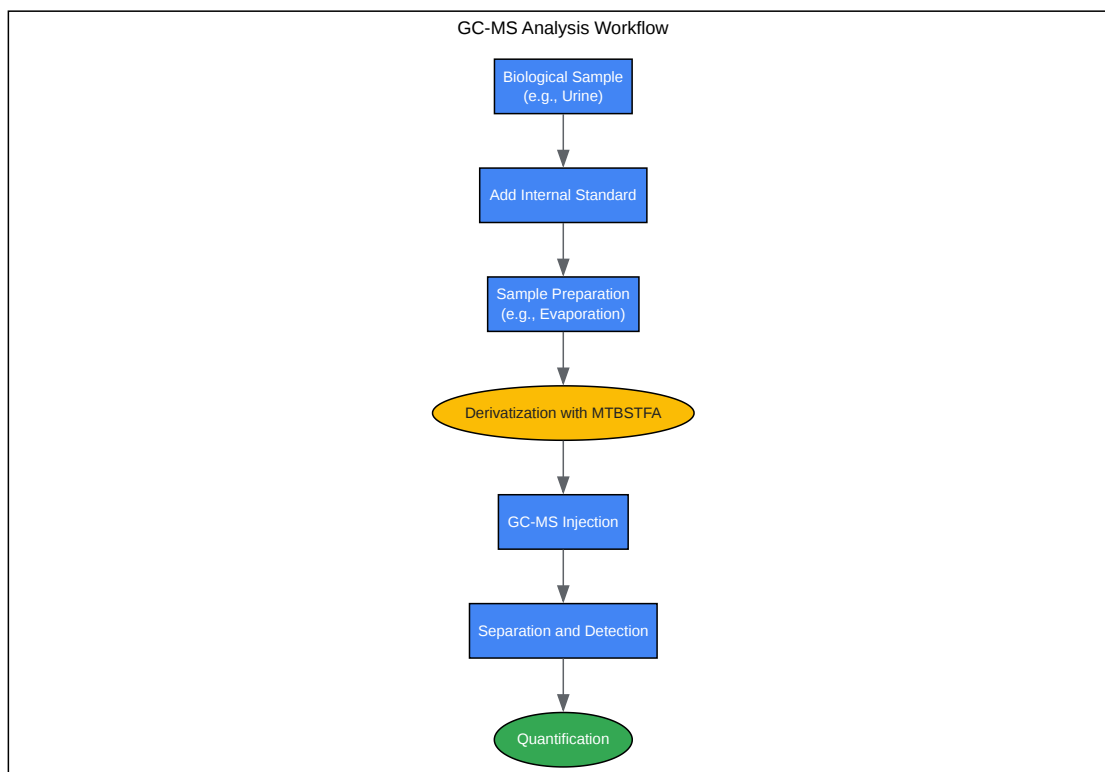 GC-MS Analysis Workflow
Biological Sample
(e.g., Urine)
Add Internal Standard
Sample Preparation
(e.g., Evaporation)
Derivatization with MTBSTFA
GC-MS Injection
Separation and Detection
Quantification